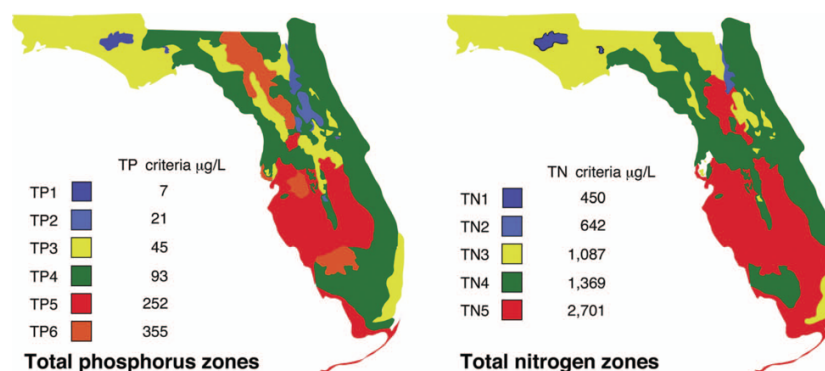 TP criteria µg/L
TP1 7
TP2 21
TP3 45
TP4 93
TP5 252
TP6 355
Total phosphorus zones
TN criteria µg/L
TN1 450
TN2 642
TN3 1,087
TN4 1,369
TN5 2,701
Total nitrogen zones